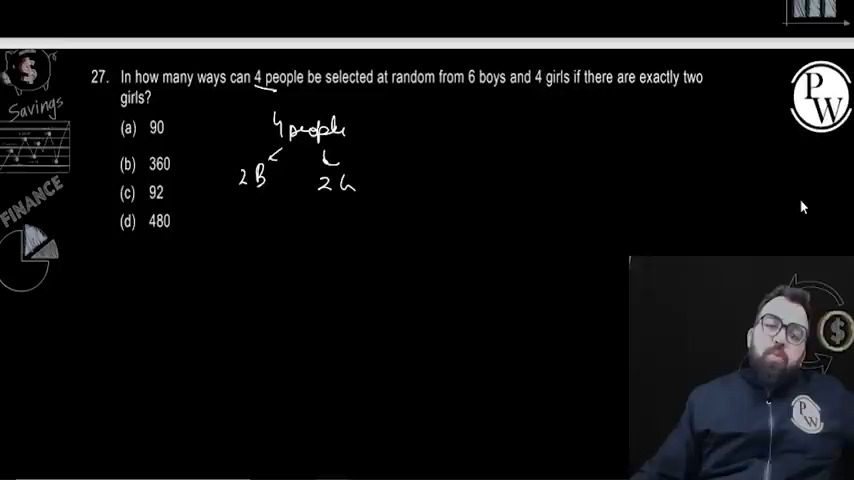 27. In how many ways can 4 people be selected at random from 6 boys and 4 girls if there are exactly two
girls?
(a) 90
(b) 360
(c) 92
(d) 480
4 people
2 B
2 G
Savings
FINANCE
$
PW
$
PW